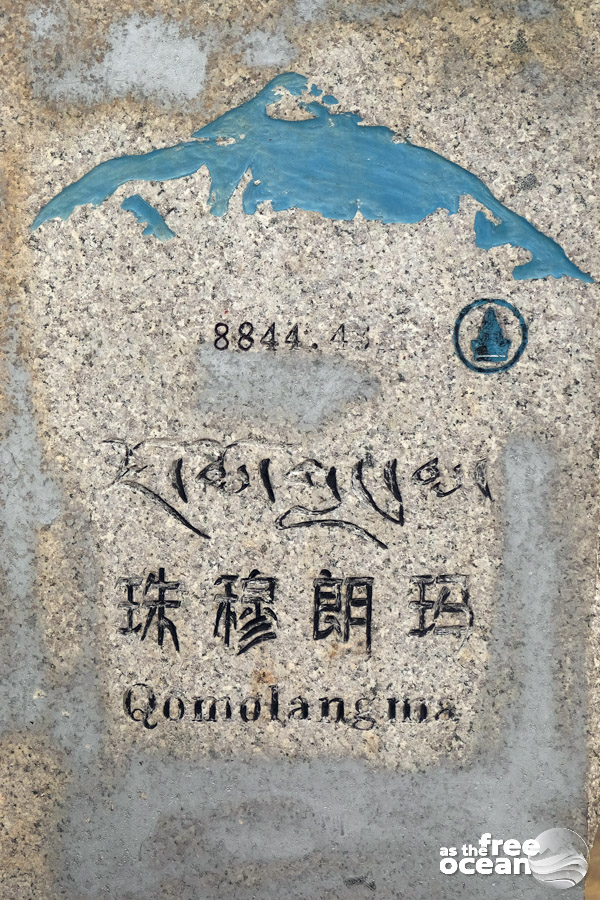 8844.43
珠穆朗玛
Qomolangma
as the free
ocean